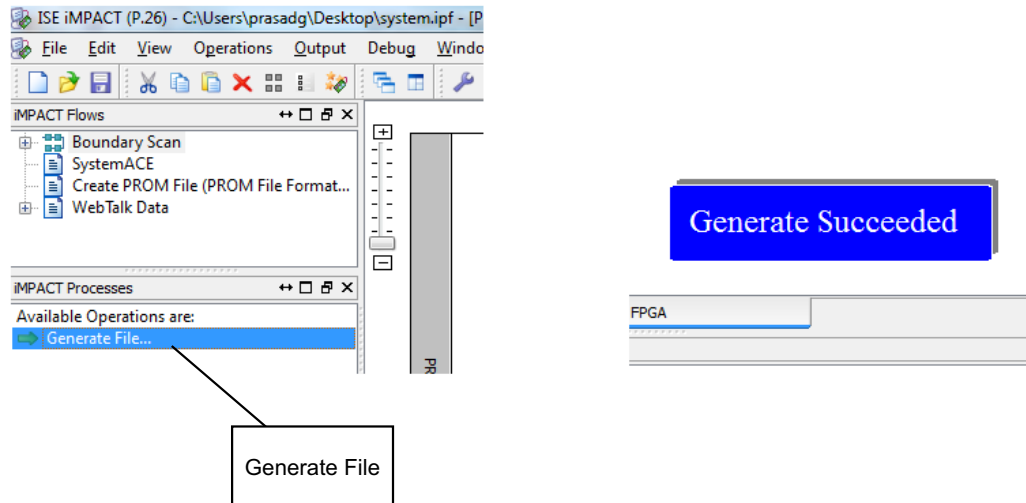 ISE iMPACT (P.26) - C:\Users\prasadg\Desktop\system.ipf - [P
File Edit View Operations Output Debug Windo
iMPACT Flows
Boundary Scan
SystemACE
Create PROM File (PROM File Format...
WebTalk Data
iMPACT Processes
Available Operations are:
Generate File...
PR
Generate File
Generate Succeeded
FPGA